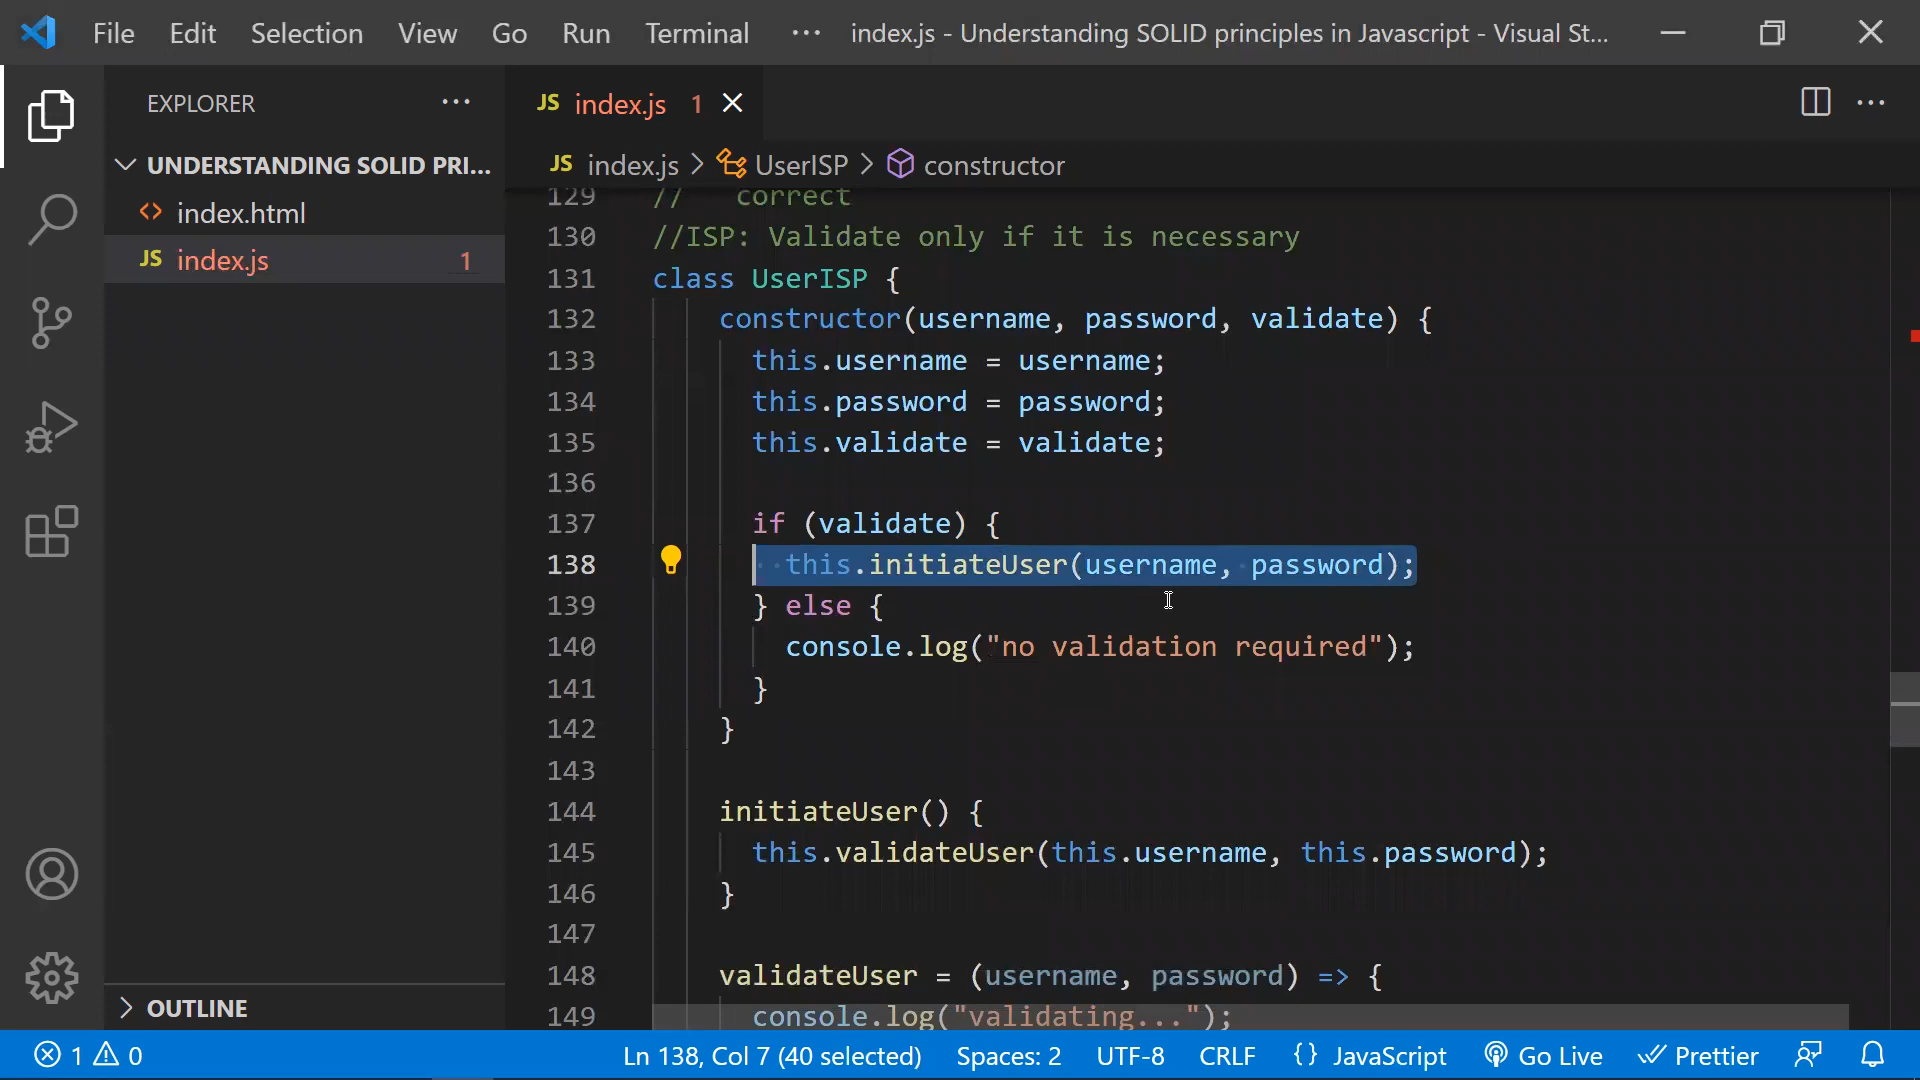 File Edit Selection View Go Run Terminal ··· index.js - Understanding SOLID principles in Javascript - Visual St...
EXPLORER ···
JS index.js 1
UNDERSTANDING SOLID PRI...
index.html
JS index.js 1
JS index.js > UserISP > constructor
129 // correct
130 //ISP: Validate only if it is necessary
131 class UserISP {
132 constructor(username, password, validate) {
133 this.username = username;
134 this.password = password;
135 this.validate = validate;
136
137 if (validate) {
138 this.initiateUser(username, password);
139 } else {
140 console.log("no validation required");
141 }
142 }
143
144 initiateUser() {
145 this.validateUser(this.username, this.password);
146 }
147
148 validateUser = (username, password) => {
149 console.log("validating...");
OUTLINE
1 0 Ln 138, Col 7 (40 selected) Spaces: 2 UTF-8 CRLF {} JavaScript Go Live Prettier